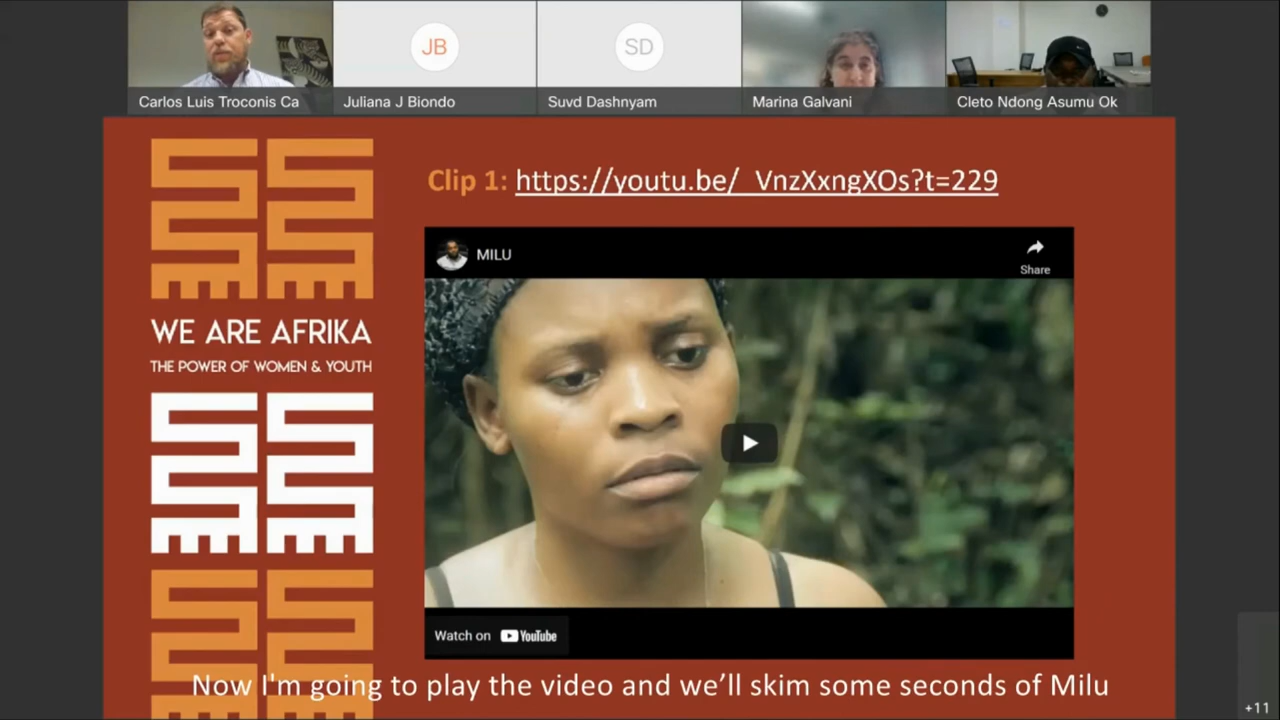 Carlos Luis Troconis Ca
JB
Juliana J Biondo
SD
Suvd Dashnyam
Marina Galvani
Cleto Ndong Asumu Ok
Clip 1: https://youtu.be/_VnzXxngXOs?t=229
MILU
Share
WE ARE AFRIKA
THE POWER OF WOMEN & YOUTH
Watch on YouTube
Now I'm going to play the video and we’ll skim some seconds of Milu
+11